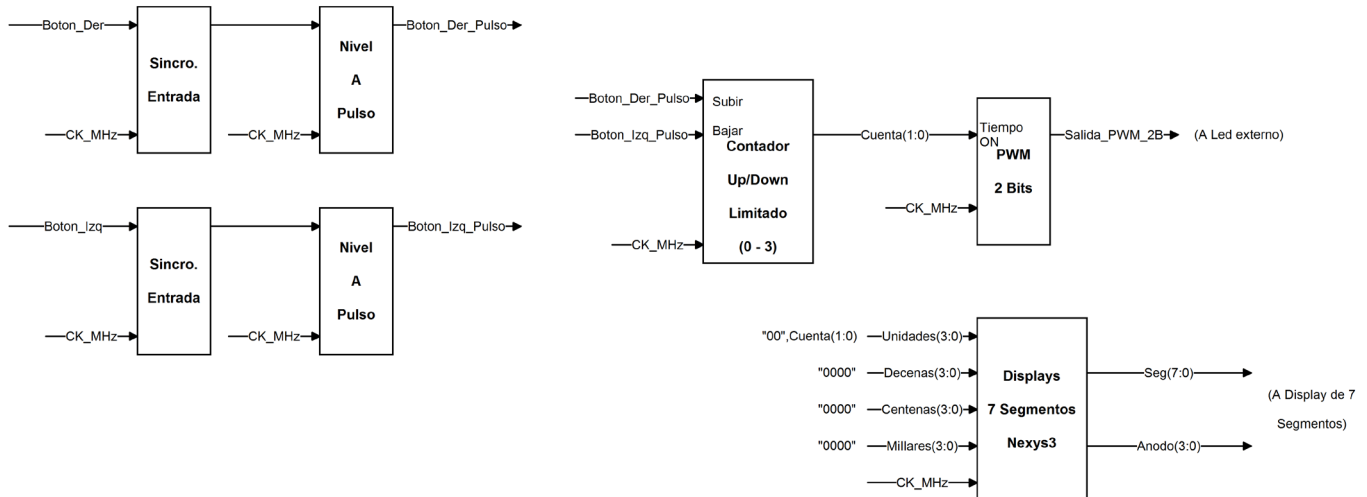 Boton_Der
Sincro.
Entrada
CK_MHz
Nivel
A
Pulso
CK_MHz
Boton_Der_Pulso
Boton_Izq
Sincro.
Entrada
CK_MHz
Nivel
A
Pulso
CK_MHz
Boton_Izq_Pulso
Boton_Der_Pulso
Subir
Boton_Izq_Pulso
Bajar
Contador
Up/Down
Limitado
(0 - 3)
CK_MHz
Cuenta(1:0)
Tiempo
ON
PWM
2 Bits
CK_MHz
Salida_PWM_2B
(A Led externo)
"00",Cuenta(1:0) Unidades(3:0)
"0000" Decenas(3:0)
"0000" Centenas(3:0)
"0000" Millares(3:0)
CK_MHz
Displays
7 Segmentos
Nexys3
Seg(7:0)
Anodo(3:0)
(A Display de 7
Segmentos)